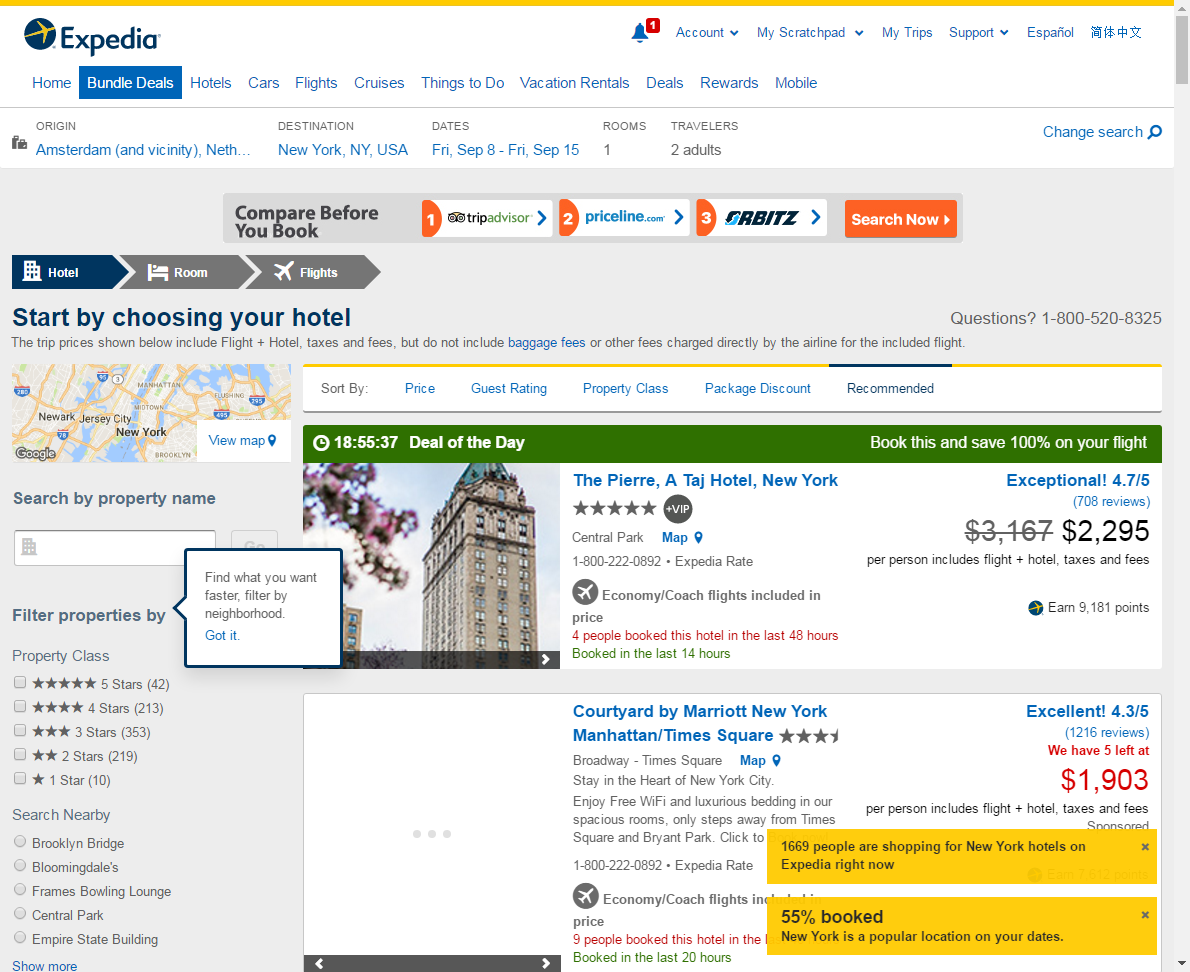 Expedia
1
Account
My Scratchpad
My Trips
Support
Español
简体中文
Home
Bundle Deals
Hotels
Cars
Flights
Cruises
Things to Do
Vacation Rentals
Deals
Rewards
Mobile
ORIGIN
Amsterdam (and vicinity), Neth...
DESTINATION
New York, NY, USA
DATES
Fri, Sep 8 - Fri, Sep 15
ROOMS
1
TRAVELERS
2 adults
Change search
Compare Before
You Book
1 tripadvisor
2 priceline.com
3 ORBITZ
Search Now
Hotel
Room
Flights
Start by choosing your hotel
Questions? 1-800-520-8325
The trip prices shown below include Flight + Hotel, taxes and fees, but do not include baggage fees or other fees charged directly by the airline for the included flight.
95
3
MANHATTAN
280
FLUSHING
295
MIDTOWN
495
Newark
Jersey City
78
New York
BROOKLYN
Google
View map
Sort By:
Price
Guest Rating
Property Class
Package Discount
Recommended
18:55:37 Deal of the Day
Book this and save 100% on your flight
Search by property name
Go
Find what you want
faster, filter by
neighborhood.
Got it.
Filter properties by
Property Class
5 Stars (42)
4 Stars (213)
3 Stars (353)
2 Stars (219)
1 Star (10)
Search Nearby
Brooklyn Bridge
Bloomingdale's
Frames Bowling Lounge
Central Park
Empire State Building
Show more
The Pierre, A Taj Hotel, New York
+VIP
Central Park
Map
1-800-222-0892 • Expedia Rate
Economy/Coach flights included in
price
4 people booked this hotel in the last 48 hours
Booked in the last 14 hours
Exceptional! 4.7/5
(708 reviews)
$3,167 $2,295
per person includes flight + hotel, taxes and fees
Earn 9,181 points
Courtyard by Marriott New York
Manhattan/Times Square
Broadway - Times Square
Map
Stay in the Heart of New York City.
Enjoy Free WiFi and luxurious bedding in our
spacious rooms, only steps away from Times
Square and Bryant Park. Click to
1-800-222-0892 • Expedia Rate
Economy/Coach flights included in
price
9 people booked this hotel in the
Booked in the last 20 hours
Excellent! 4.3/5
(1216 reviews)
We have 5 left at
$1,903
per person includes flight + hotel, taxes and fees
Sponsored
Earn 7,612 points
1669 people are shopping for New York hotels on
Expedia right now
×
55% booked
New York is a popular location on your dates.
×